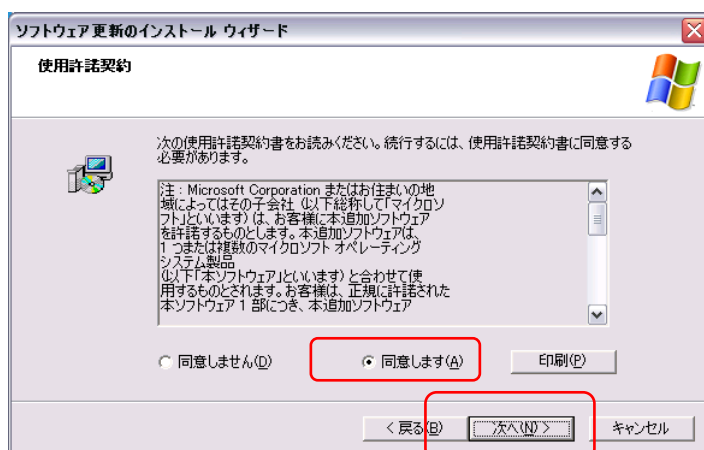 ソフトウェア更新のインストール ウィザード
使用許諾契約
次の使用許諾契約書をお読みください。続行するには、使用許諾契約書に同意する
必要があります。
注 : Microsoft Corporation またはお住まいの地
域によってはその子会社 (以下総称して「マイクロソ
フト」といいます) は、お客様に本追加ソフトウェア
を許諾するものとします。本追加ソフトウェアは、
1 つまたは複数のマイクロソフト オペレーティング
システム製品
(以下「本ソフトウェア」といいます) と合わせて使
用するものとされます。お客様は、正規に許諾された
本ソフトウェア 1 部につき、本追加ソフトウェア
同意しません(D) 同意します(A) 印刷(P)
< 戻る(B) 次へ(N) > キャンセル